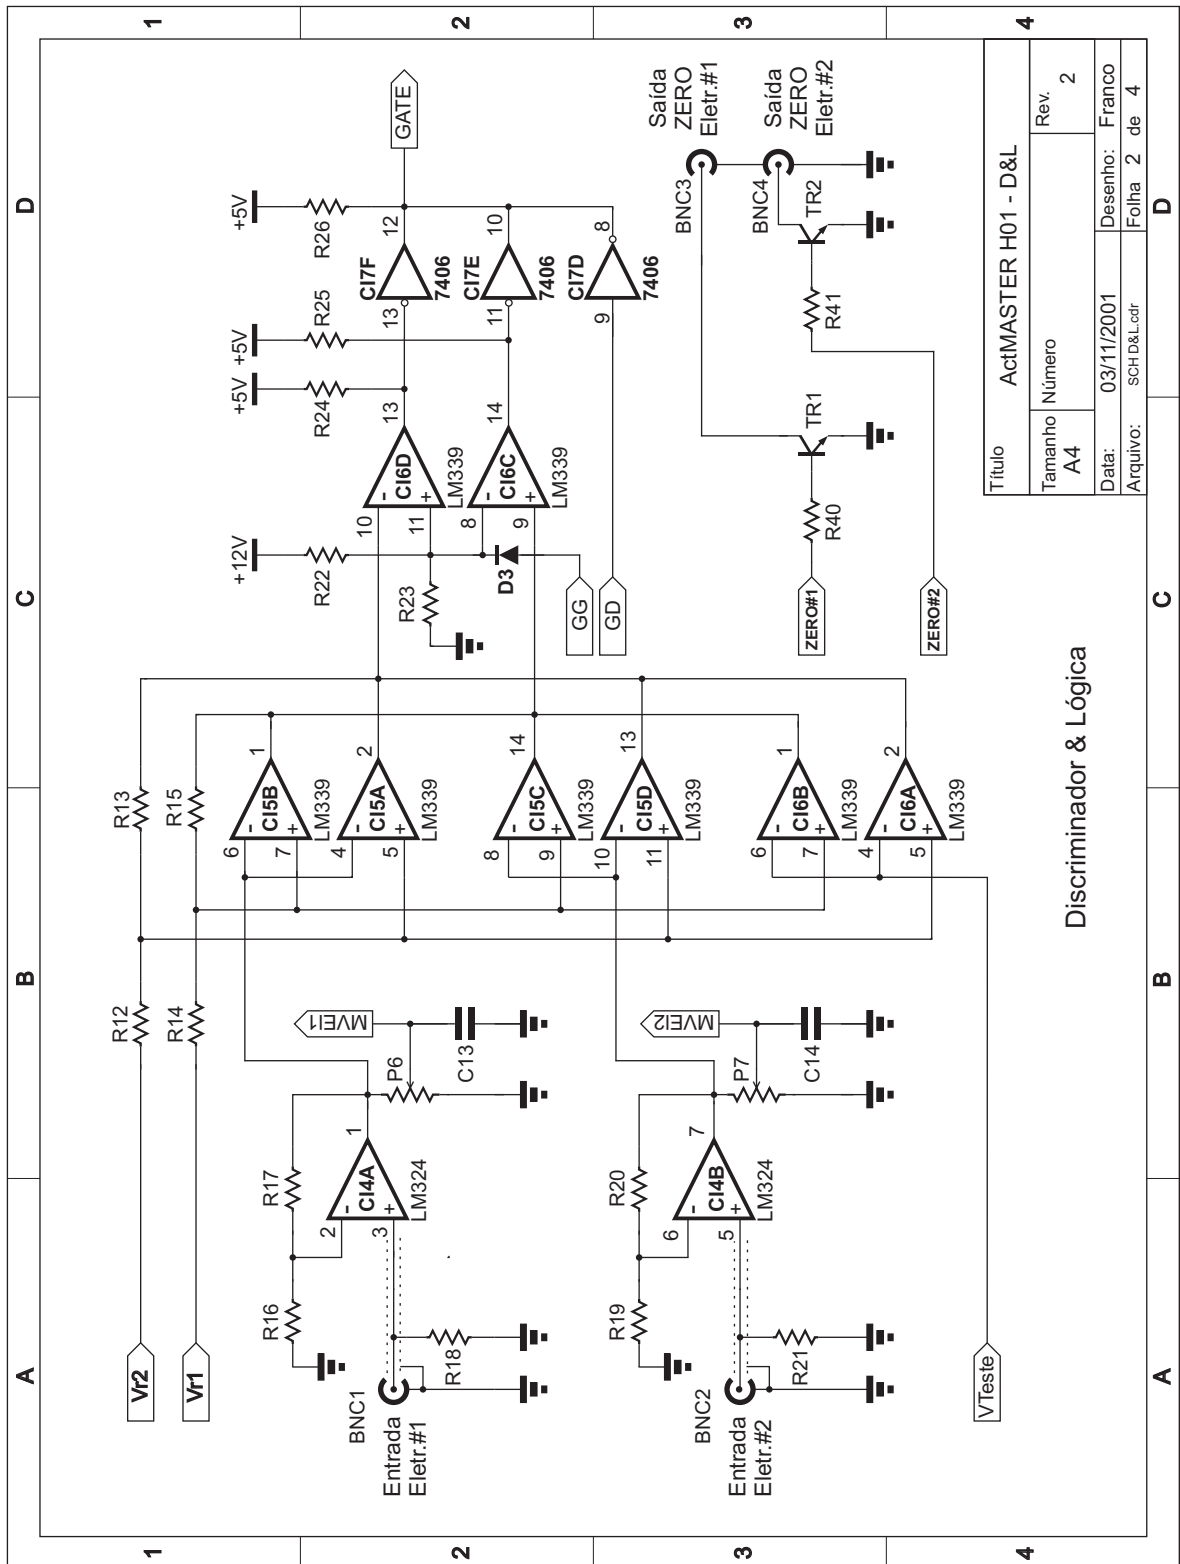 1
2
3
4
A
B
C
D
Vr2
Vr1
R12
R14
R13
R15
BNC1
Entrada
Eletr.#1
R16
R17
R18
2
3
1
-
+
CI4A
LM324
P6
MVEI1
C13
BNC2
Entrada
Eletr.#2
R19
R20
R21
6
5
7
-
+
CI4B
LM324
P7
MVEI2
C14
VTeste
6
7
1
-
+
CI5B
LM339
4
5
2
-
+
CI5A
LM339
8
9
14
-
+
CI5C
LM339
10
11
13
-
+
CI5D
LM339
6
7
1
-
+
CI6B
LM339
4
5
2
-
+
CI6A
LM339
+12V
R22
R23
D3
GG
GD
10
11
13
-
+
CI6D
LM339
8
9
14
-
+
CI6C
LM339
+5V
R24
+5V
R25
+5V
R26
13
12
CI7F
7406
11
10
CI7E
7406
9
8
CI7D
7406
GATE
ZERO#1
R40
TR1
ZERO#2
R41
TR2
BNC3
BNC4
Saída
ZERO
Eletr.#1
Saída
ZERO
Eletr.#2
Discriminador & Lógica
Título
ActMASTER H01 - D&L
Tamanho
A4
Número
Rev.
2
Data:
03/11/2001
Desenho:
Franco
Arquivo:
SCH D&L.cdr
Folha 2 de 4
A
B
C
D
1
2
3
4